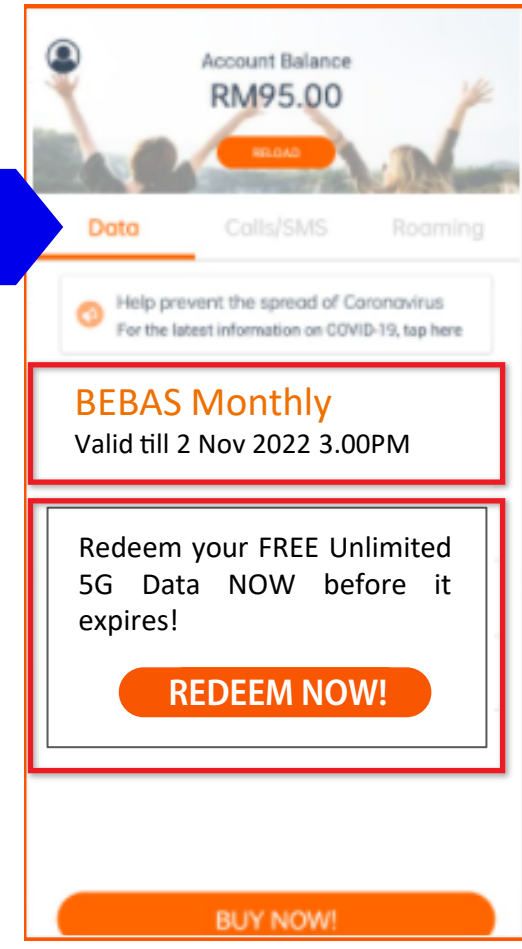 Account Balance
RM95.00
RELOAD
Data Calls/SMS Roaming
Help prevent the spread of Coronavirus
For the latest information on COVID-19, tap here
BEBAS Monthly
Valid till 2 Nov 2022 3.00PM
Redeem your FREE Unlimited
5G Data NOW before it
expires!
REDEEM NOW!
BUY NOW!